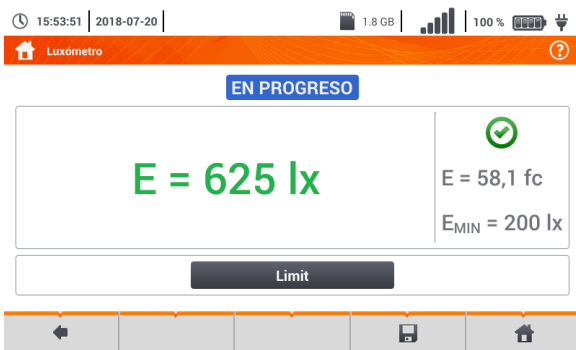 15:53:51 2018-07-20 1.8 GB 100 %
Luxómetro ?
EN PROGRESO
E = 625 lx
E = 58,1 fc
EMIN = 200 lx
Limit